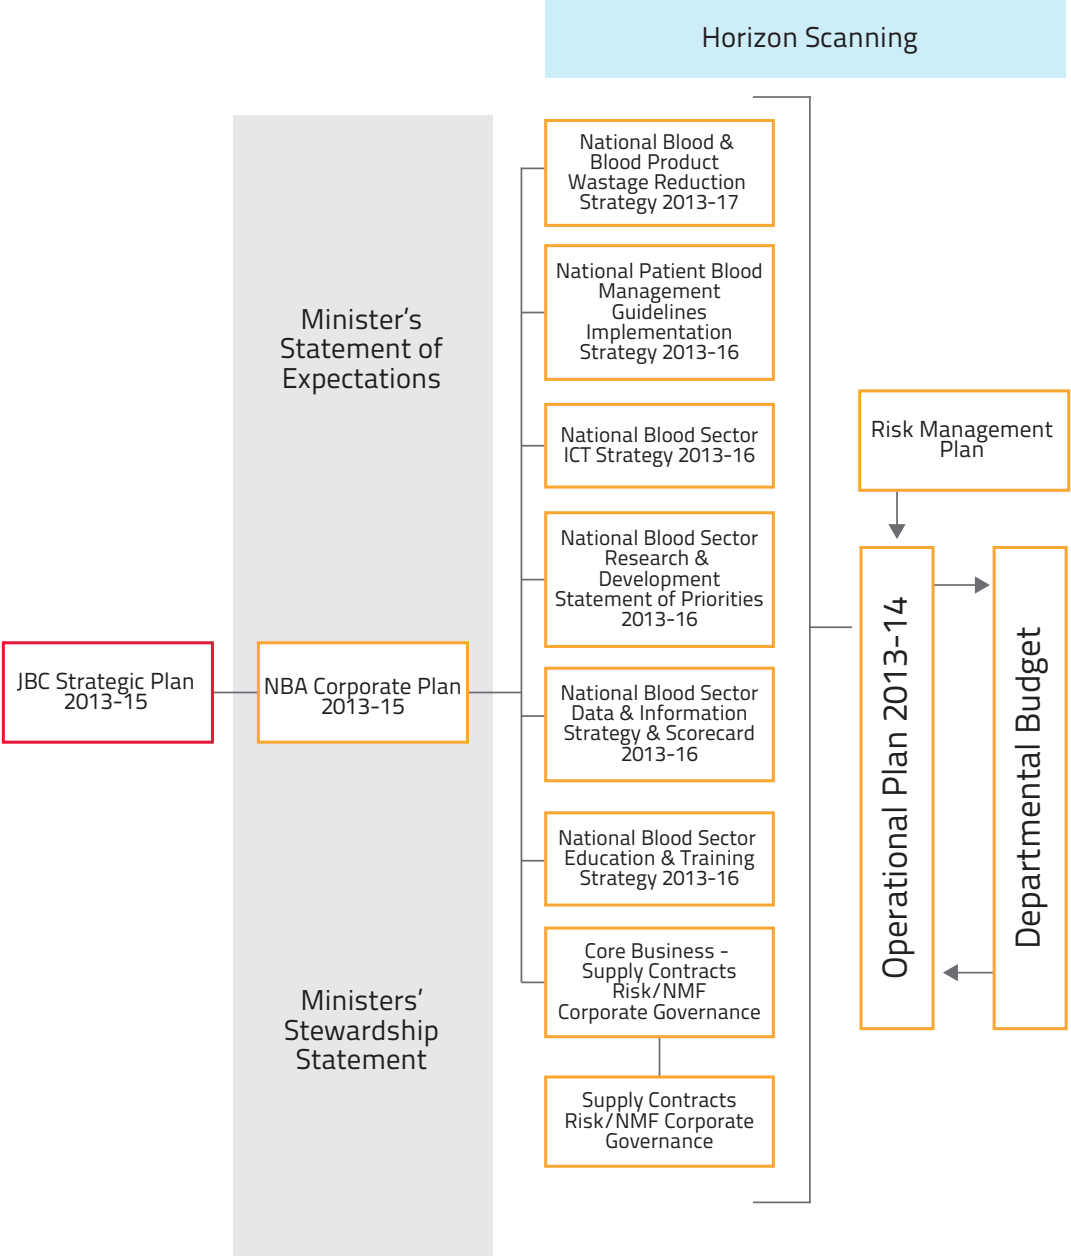 Horizon Scanning
National Blood &
Blood Product
Wastage Reduction
Strategy 2013-17
Minister’s
Statement of
Expectations
National Patient Blood
Management
Guidelines
Implementation
Strategy 2013-16
National Blood Sector
ICT Strategy 2013-16
Risk Management
Plan
National Blood Sector
Research &
Development
Statement of Priorities
2013-16
JBC Strategic Plan
2013-15
NBA Corporate Plan
2013-15
National Blood Sector
Data & Information
Strategy & Scorecard
2013-16
Operational Plan 2013-14
Departmental Budget
National Blood Sector
Education & Training
Strategy 2013-16
Core Business -
Supply Contracts
Risk/NMF
Corporate Governance
Ministers’
Stewardship
Statement
Supply Contracts
Risk/NMF Corporate
Governance